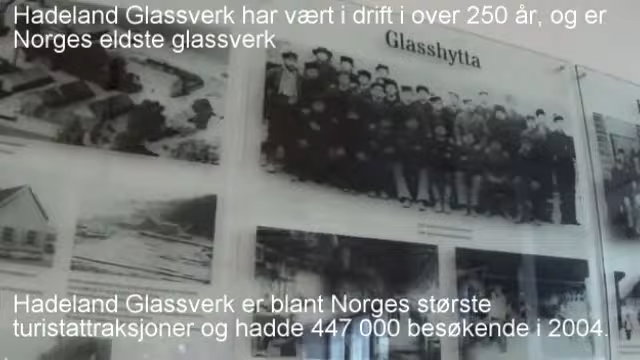 Hadeland Glassverk har vært i drift i over 250 år, og er
Norges eldste glassverk
Glasshytta
Hadeland Glassverk er blant Norges største
turistattraksjoner og hadde 447 000 besøkende i 2004.